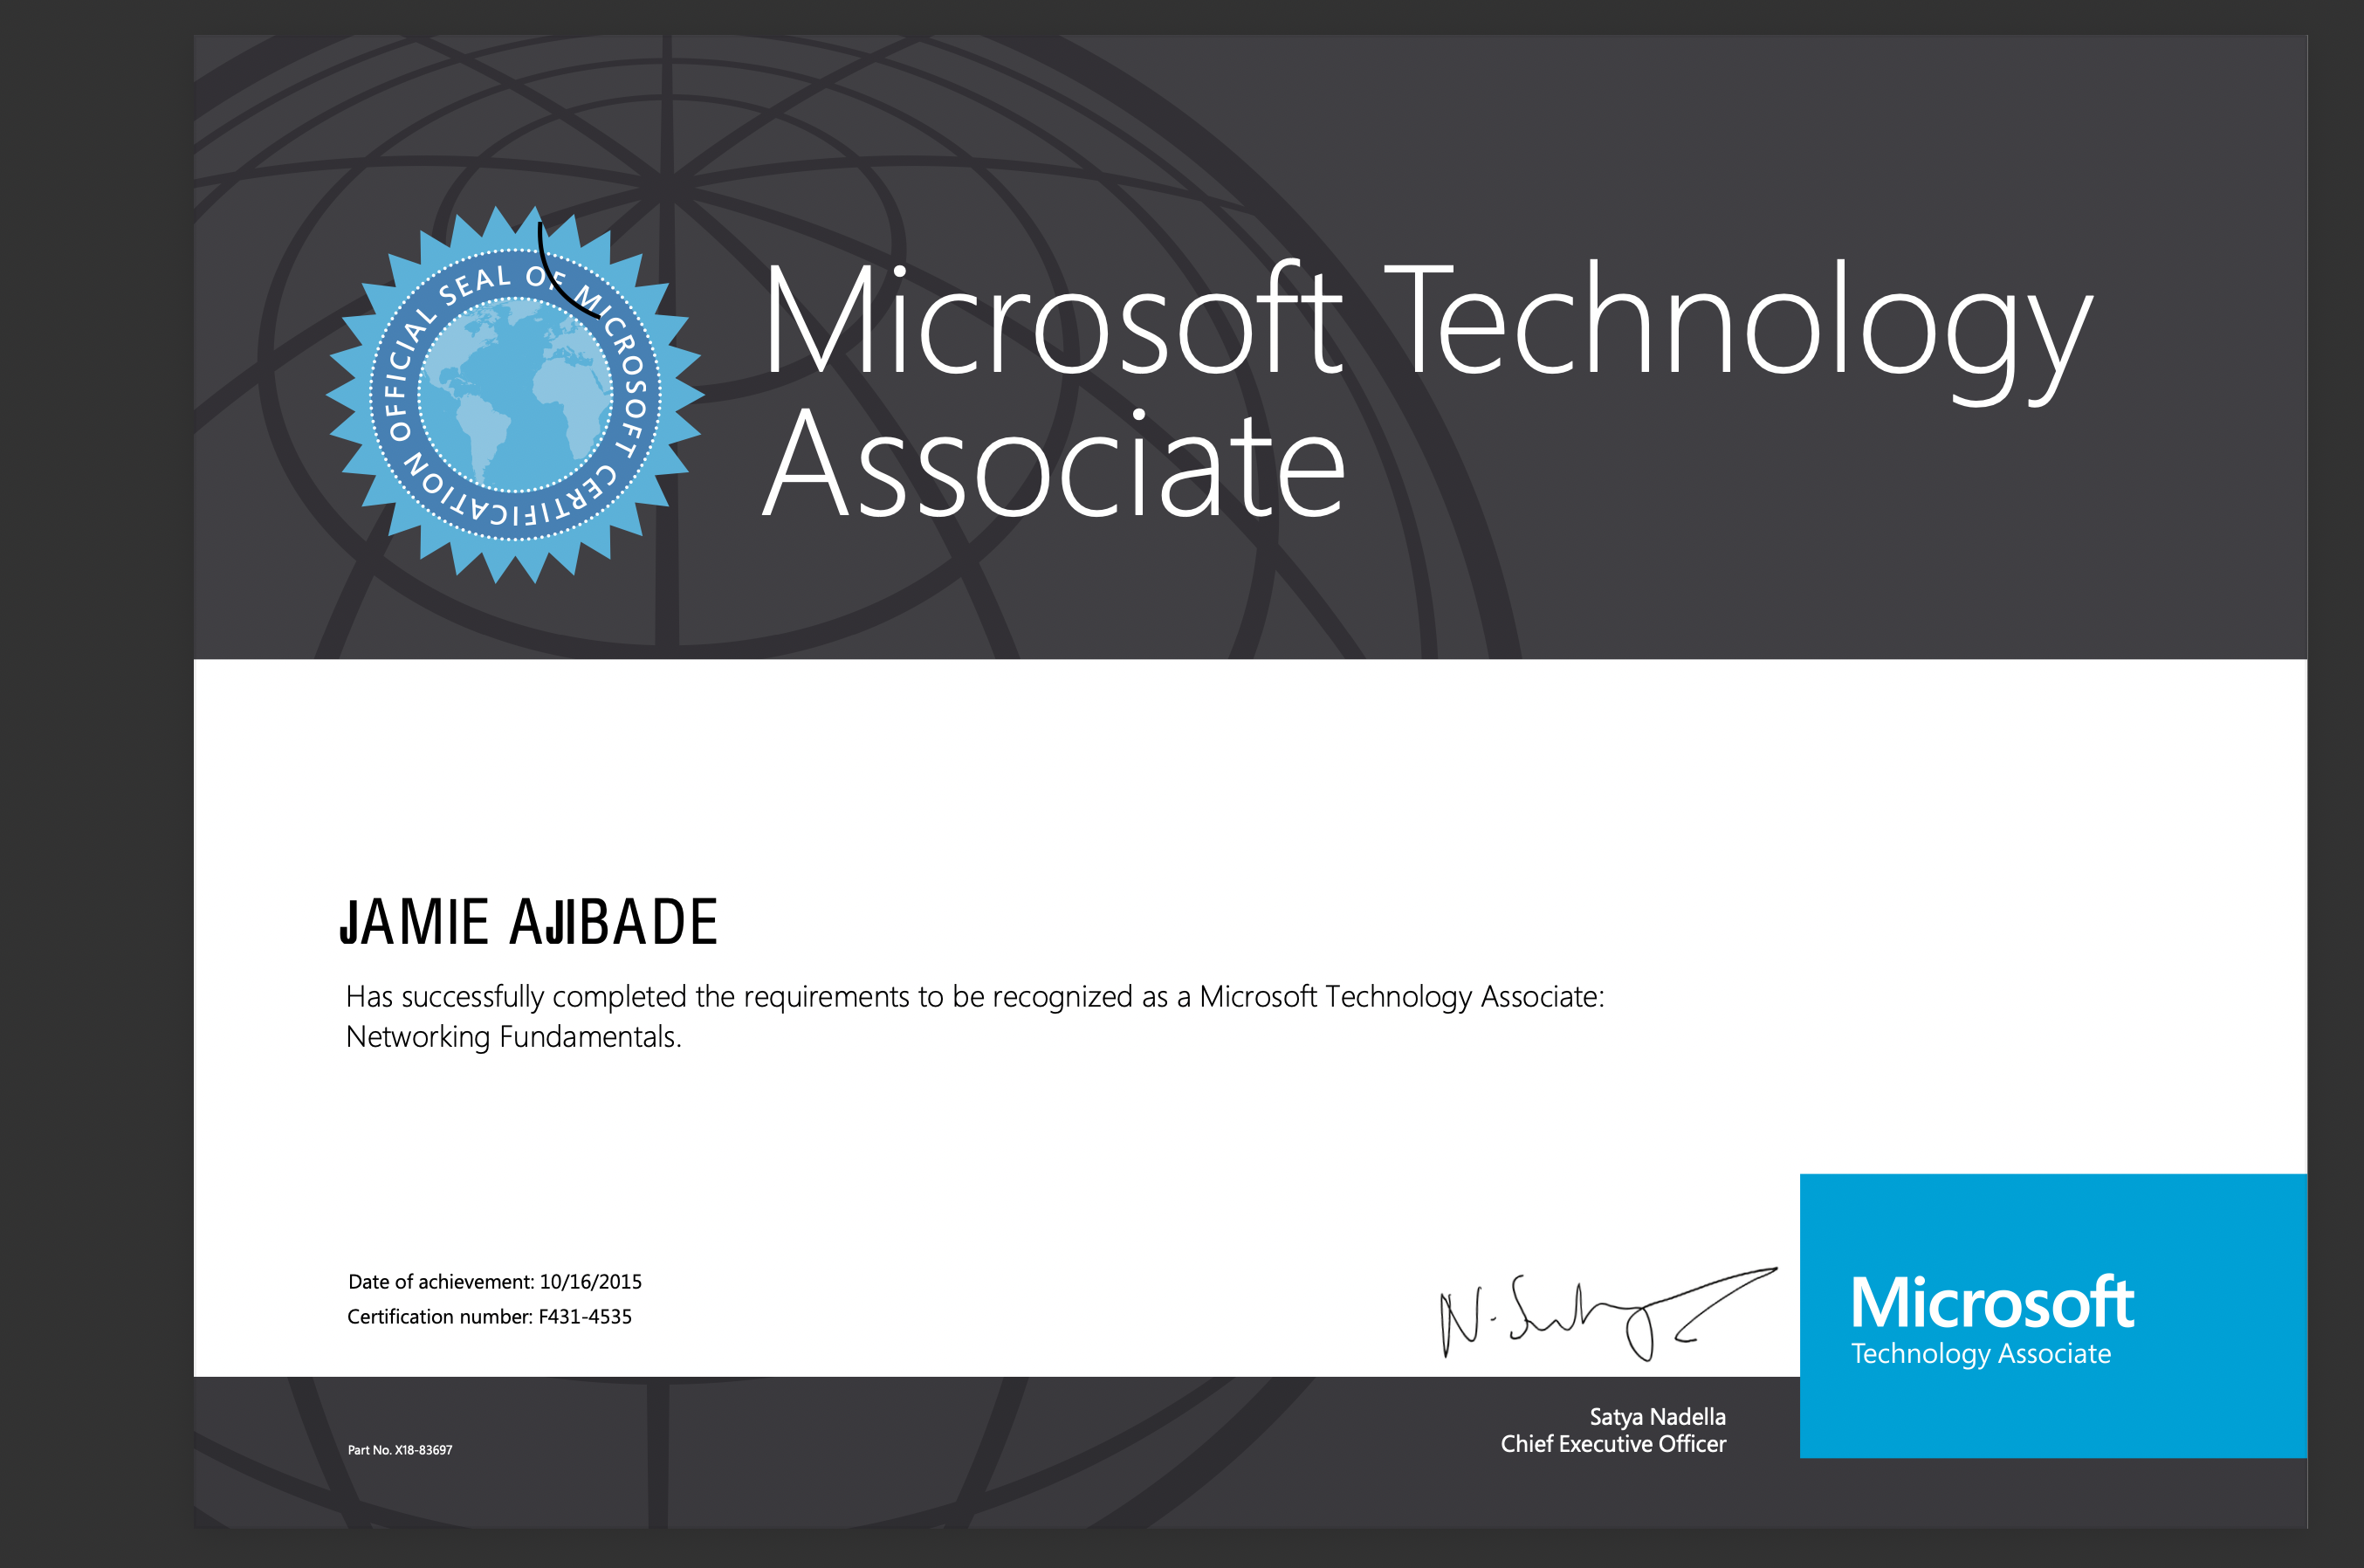 OFFICIAL SEAL OF MICROSOFT CERTIFICATION
Microsoft Technology
Associate
JAMIE AJIBADE
Has successfully completed the requirements to be recognized as a Microsoft Technology Associate:
Networking Fundamentals.
Date of achievement: 10/16/2015
Certification number: F431-4535
Microsoft
Technology Associate
Satya Nadella
Chief Executive Officer
Part No. X18-83697